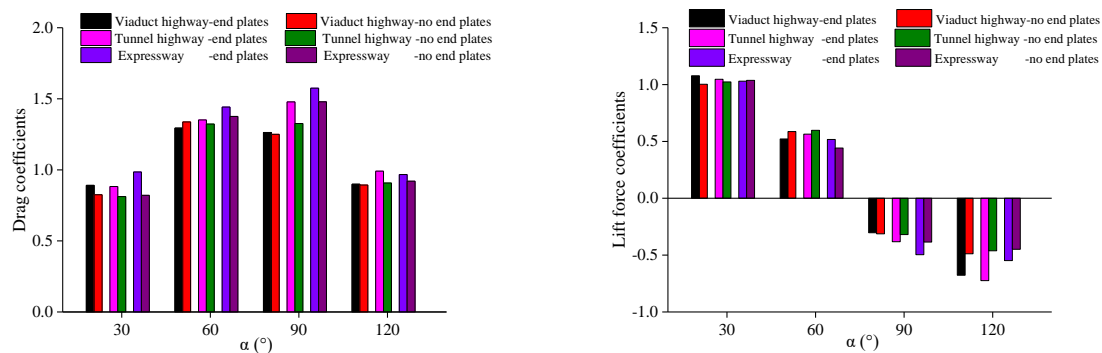 Viaduct highway-end plates Viaduct highway-no end plates
Tunnel highway -end plates Tunnel highway -no end plates
Expressway -end plates Expressway -no end plates
Drag coefficients
2.0
1.5
1.0
0.5
0.0
30 60 90 120
α (°)
Viaduct highway-end plates Viaduct highway-no end plates
Tunnel highway -end plates Tunnel highway -no end plates
Expressway -end plates Expressway -no end plates
Lift force coefficients
1.5
1.0
0.5
0.0
-0.5
-1.0
30 60 90 120
α (°)